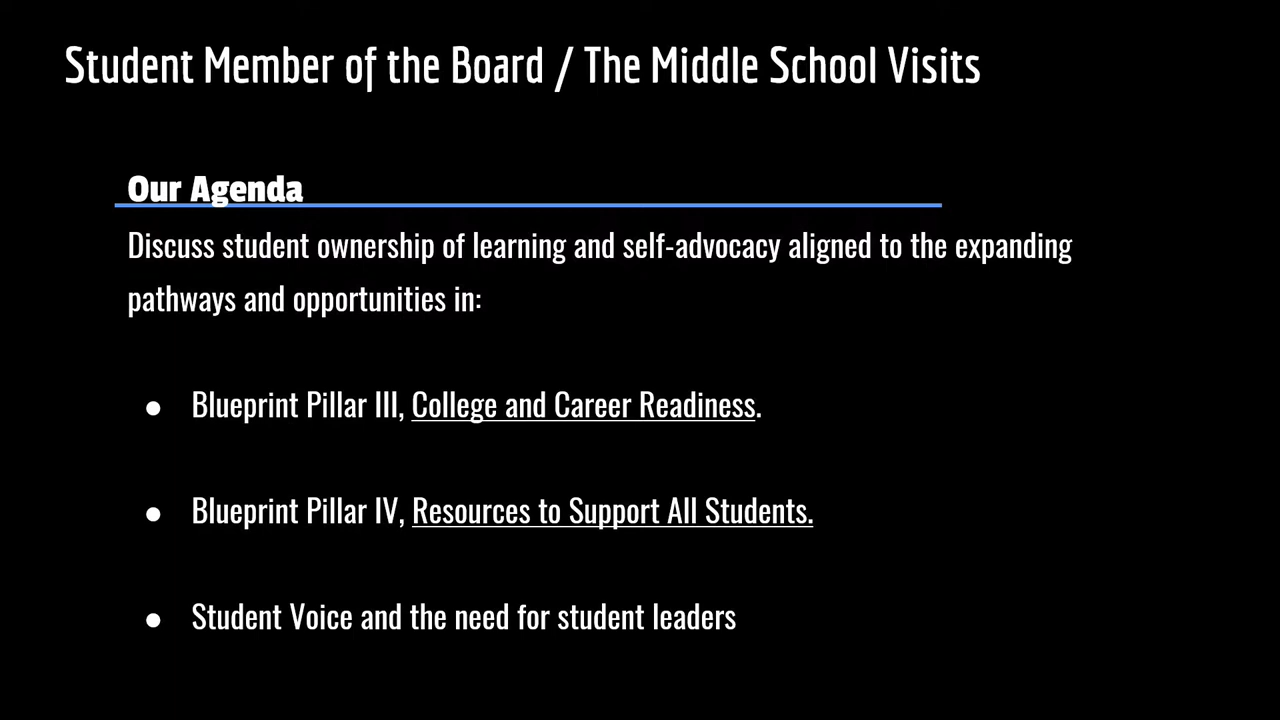 Student Member of the Board / The Middle School Visits
Our Agenda
Discuss student ownership of learning and self-advocacy aligned to the expanding
pathways and opportunities in:
● Blueprint Pillar III, College and Career Readiness.
● Blueprint Pillar IV, Resources to Support All Students.
● Student Voice and the need for student leaders